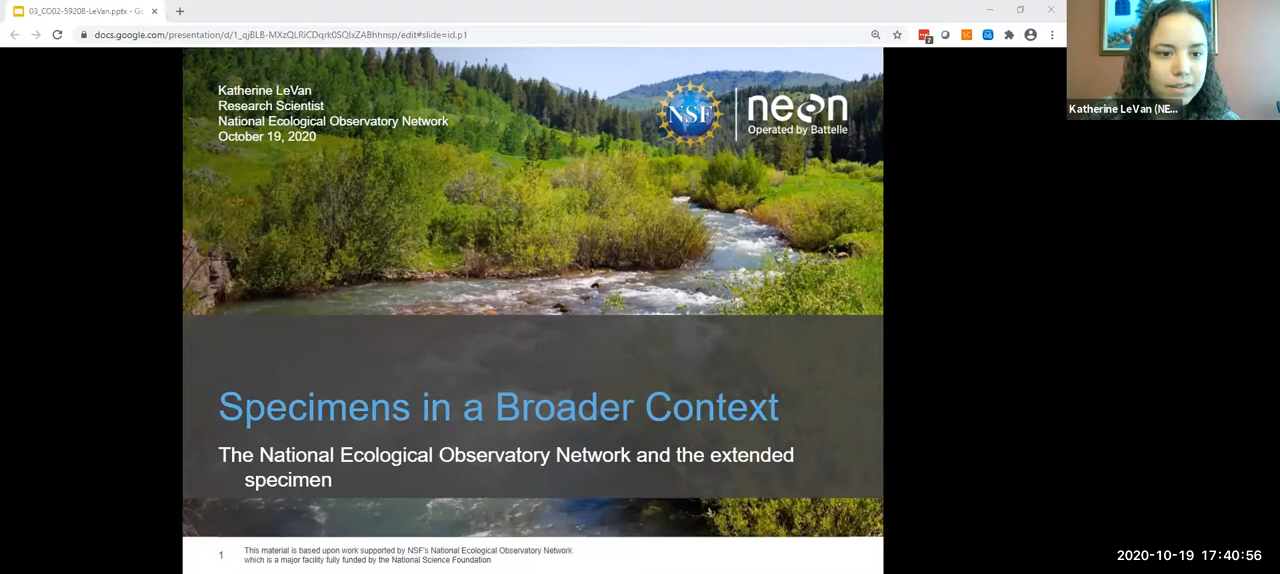 03_CO02-59208-LeVan.pptx - Go
docs.google.com/presentation/d/1_qjBLB-MXzQLRiCDqrk0SQIxZABhhnsp/edit#slide=id.p1
7
Katherine LeVan (NE...
Katherine LeVan
Research Scientist
National Ecological Observatory Network
October 19, 2020
NSF
neon
Operated by Battelle
Specimens in a Broader Context
The National Ecological Observatory Network and the extended
specimen
1
This material is based upon work supported by NSF's National Ecological Observatory Network
which is a major facility fully funded by the National Science Foundation
2020-10-19 17:40:56